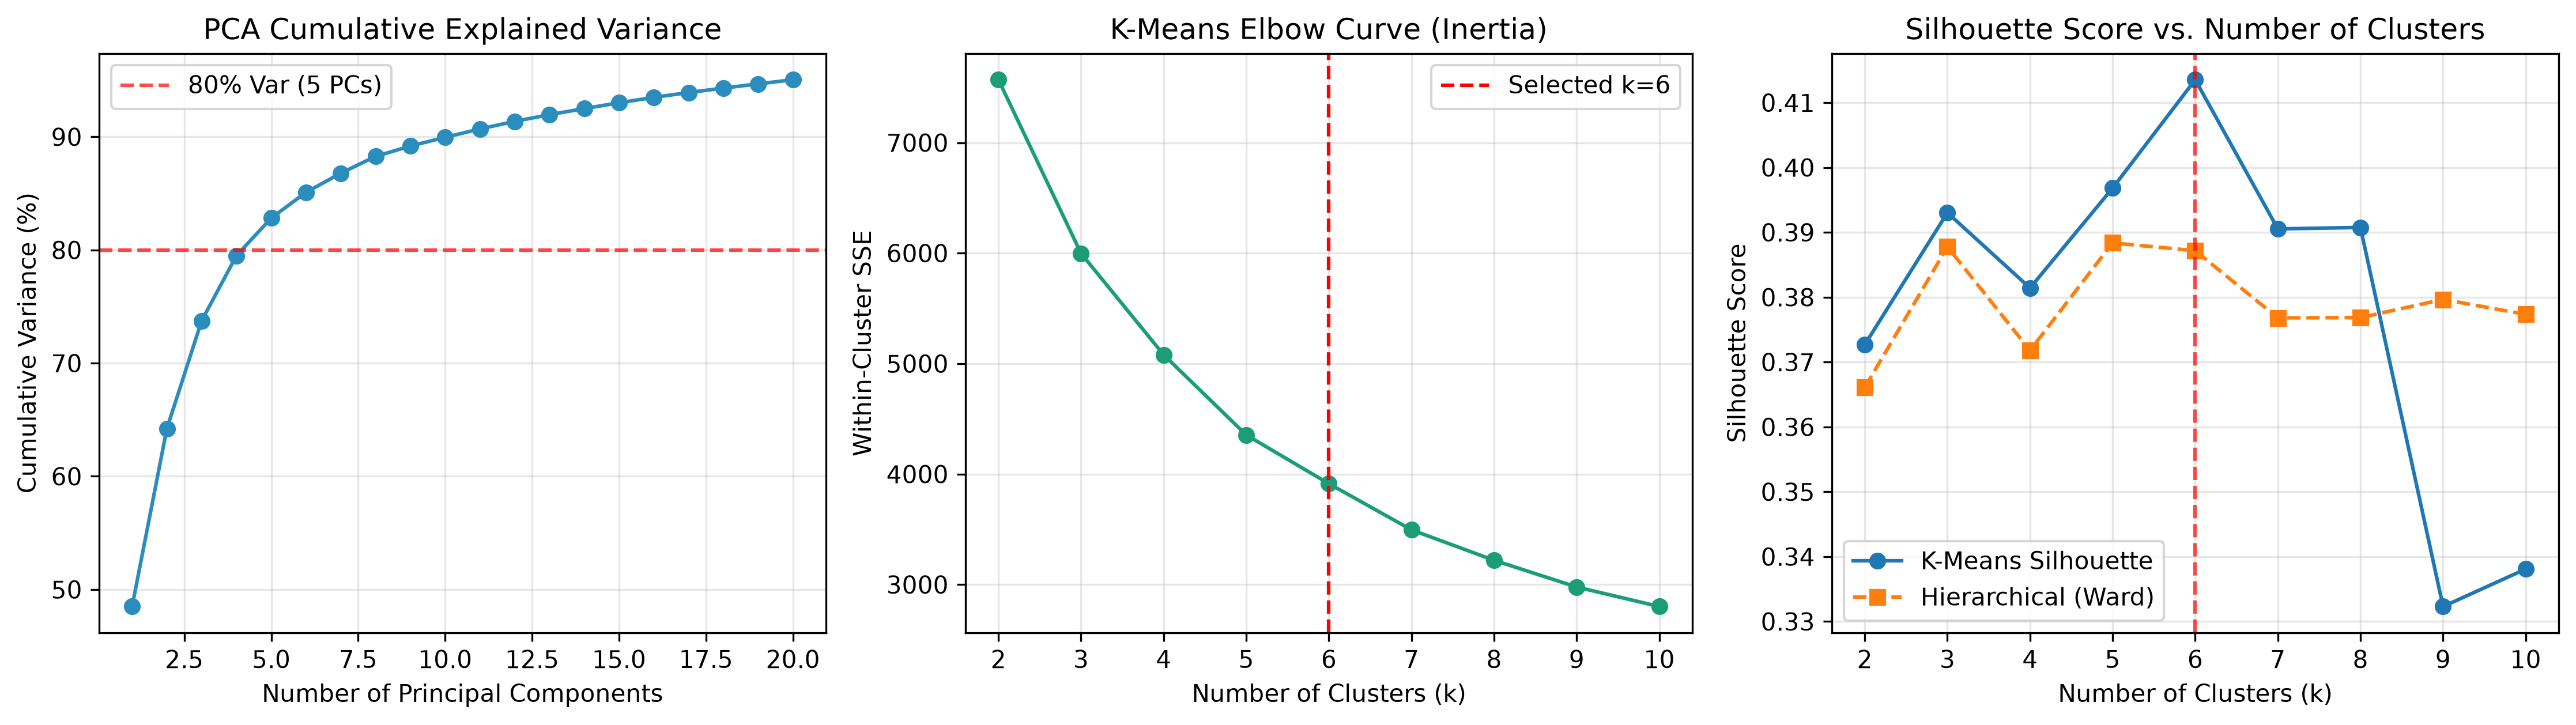 PCA Cumulative Explained Variance
80% Var (5 PCs)
Cumulative Variance (%)
90
80
70
60
50
2.5 5.0 7.5 10.0 12.5 15.0 17.5 20.0
Number of Principal Components
K-Means Elbow Curve (Inertia)
Selected k=6
Within-Cluster SSE
7000
6000
5000
4000
3000
2 3 4 5 6 7 8 9 10
Number of Clusters (k)
Silhouette Score vs. Number of Clusters
Silhouette Score
0.41
0.40
0.39
0.38
0.37
0.36
0.35
0.34
0.33
K-Means Silhouette
Hierarchical (Ward)
2 3 4 5 6 7 8 9 10
Number of Clusters (k)